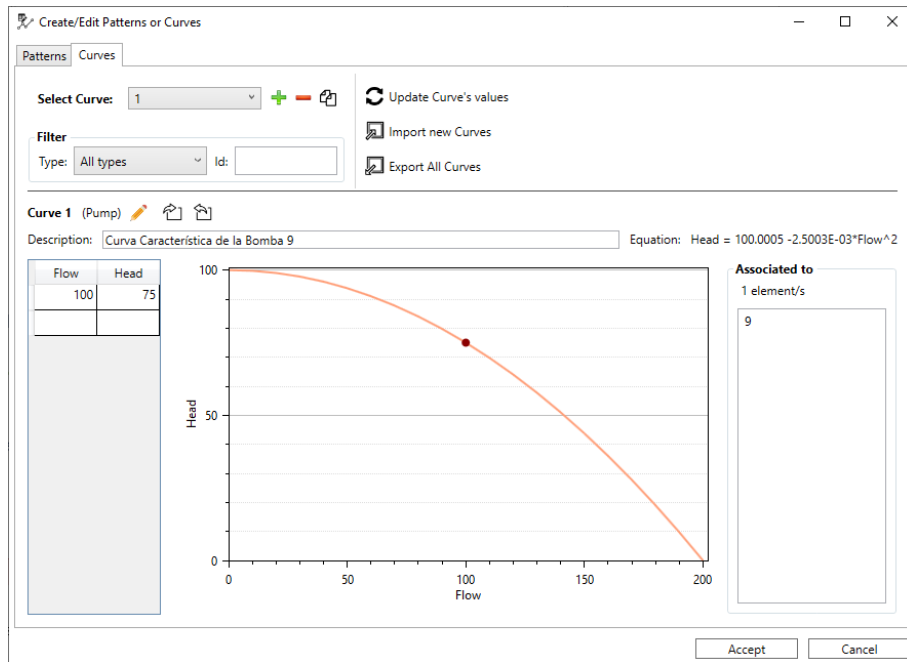 Create/Edit Patterns or Curves
Patterns Curves
Select Curve: 1
Update Curve's values
Import new Curves
Export All Curves
Filter
Type: All types Id:
Curve 1 (Pump)
Description: Curva Característica de la Bomba 9 Equation: Head = 100.0005 -2.5003E-03*Flow^2
Flow Head
100 75
100
50
0
Head
0 50 100 150 200
Flow
Associated to
1 element/s
9
Accept Cancel